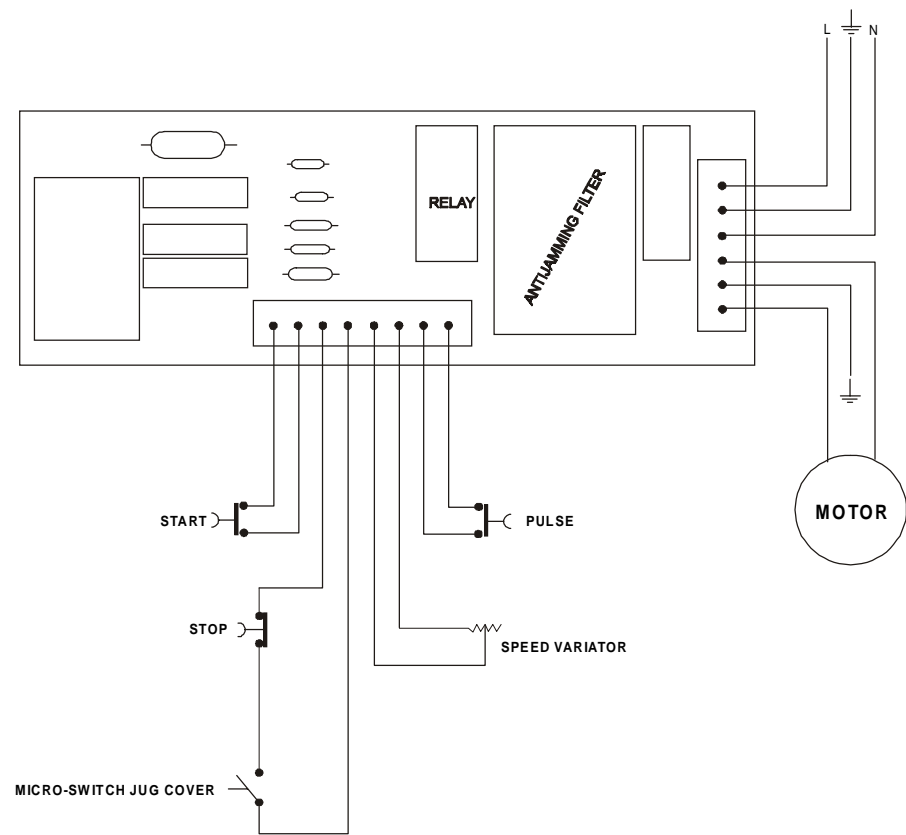 L N
RELAY
ANTIJAMMING FILTER
START
PULSE
MOTOR
STOP
SPEED VARIATOR
MICRO-SWITCH JUG COVER